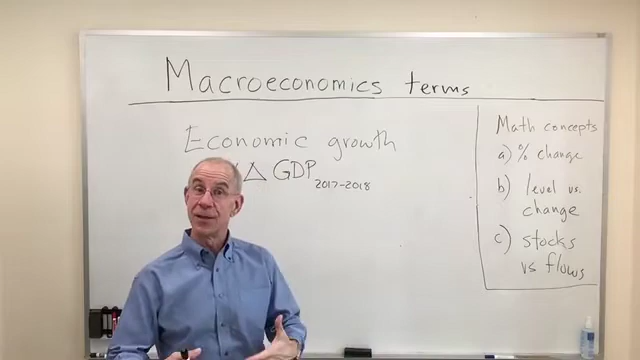 Macroeconomics terms
Economic growth
% Δ GDP 2017-2018
Math concepts
a) % change
b) level vs.
change
c) stocks
vs flows